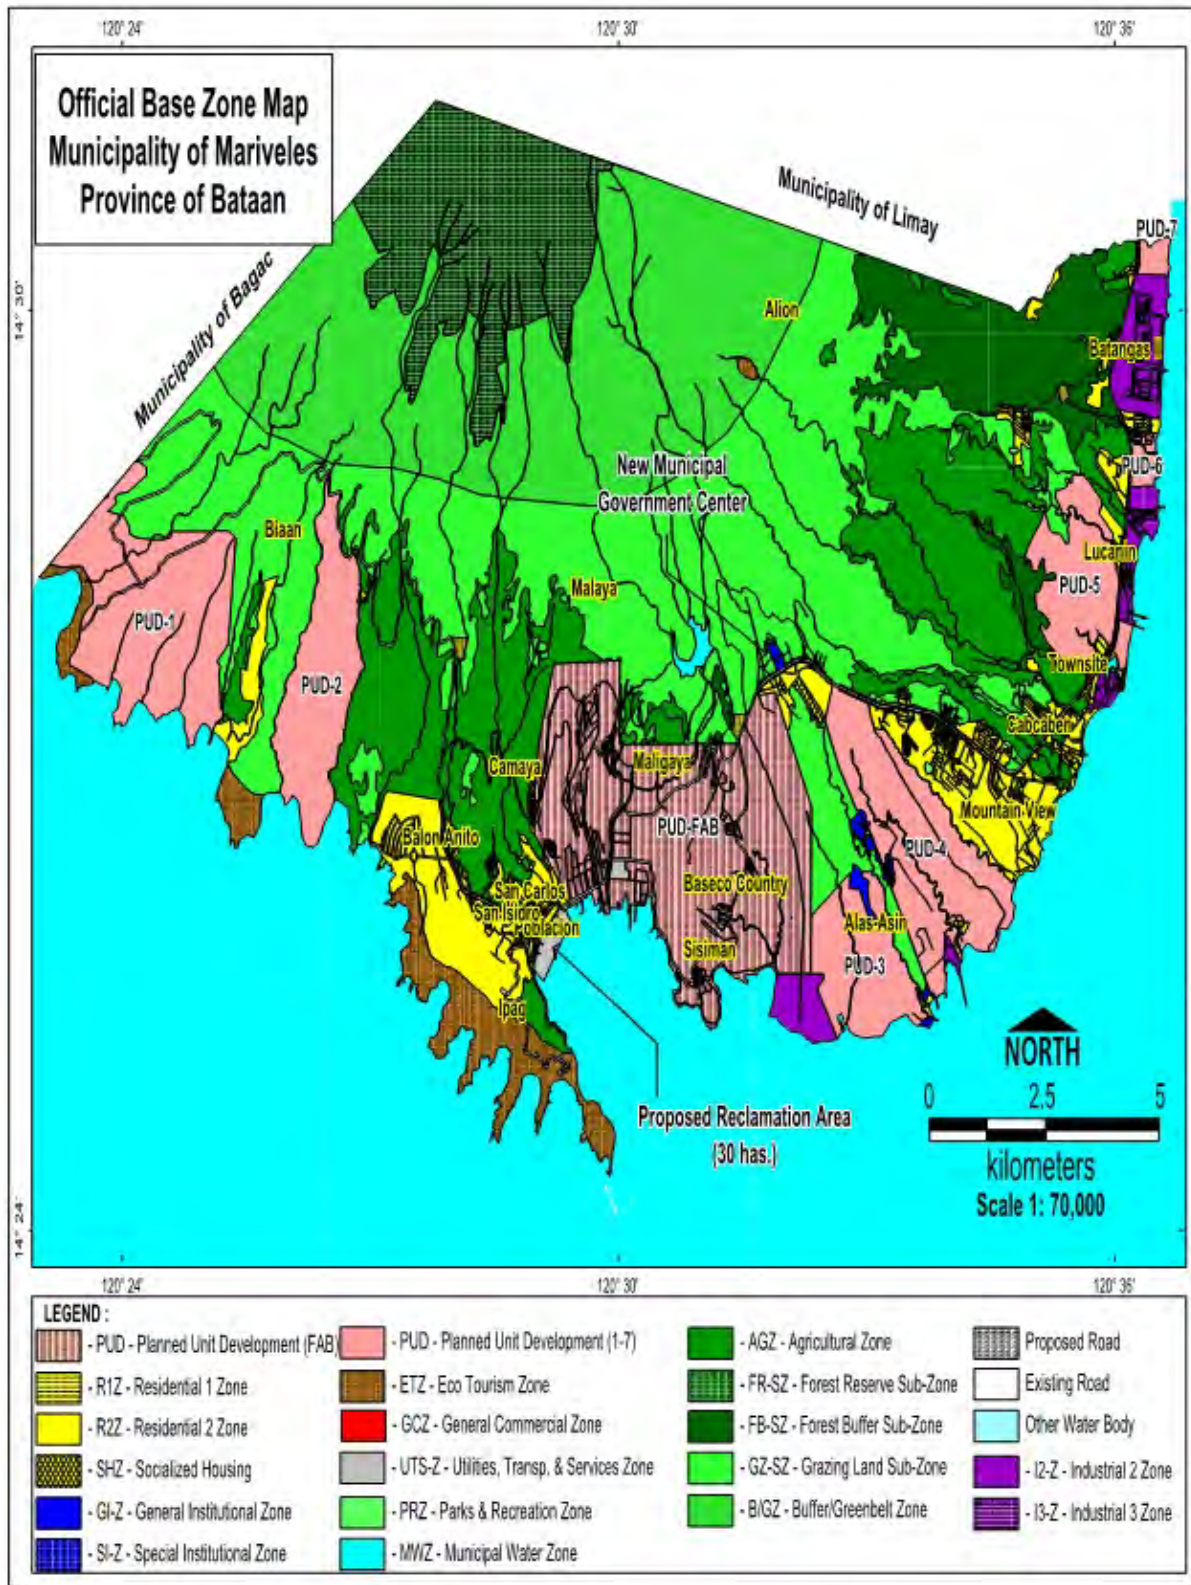 120° 24'
120° 30'
120° 36'
Official Base Zone Map
Municipality of Mariveles
Province of Bataan
Municipality of Limay
Municipality of Bagac
PUD-7
14° 30'
Alion
Batangas
New Municipal
Government Center
PUD-6
Biaan
Lucanin
Malaya
PUD-5
PUD-1
Townsite
PUD-2
Cabcaben
Camaya
Maligaya
Mountain View
PUD-FAB
Balon Anito
PUD-4
San Carlos
Baseco Country
San Isidro
Poblacion
Alas-Asin
Sisiman
PUD-3
Ipag
NORTH
0 2.5 5
kilometers
Scale 1: 70,000
Proposed Reclamation Area
(30 has.)
14° 24'
120° 24'
120° 30'
120° 36'
LEGEND :
- PUD - Planned Unit Development (FAB)
- R1Z - Residential 1 Zone
- R2Z - Residential 2 Zone
- SHZ - Socialized Housing
- GI-Z - General Institutional Zone
- SI-Z - Special Institutional Zone
- PUD - Planned Unit Development (1-7)
- ETZ - Eco Tourism Zone
- GCZ - General Commercial Zone
- UTS-Z - Utilities, Transp. & Services Zone
- PRZ - Parks & Recreation Zone
- MWZ - Municipal Water Zone
- AGZ - Agricultural Zone
- FR-SZ - Forest Reserve Sub-Zone
- FB-SZ - Forest Buffer Sub-Zone
- GZ-SZ - Grazing Land Sub-Zone
- B/GZ - Buffer/Greenbelt Zone
Proposed Road
Existing Road
Other Water Body
- I2-Z - Industrial 2 Zone
- I3-Z - Industrial 3 Zone